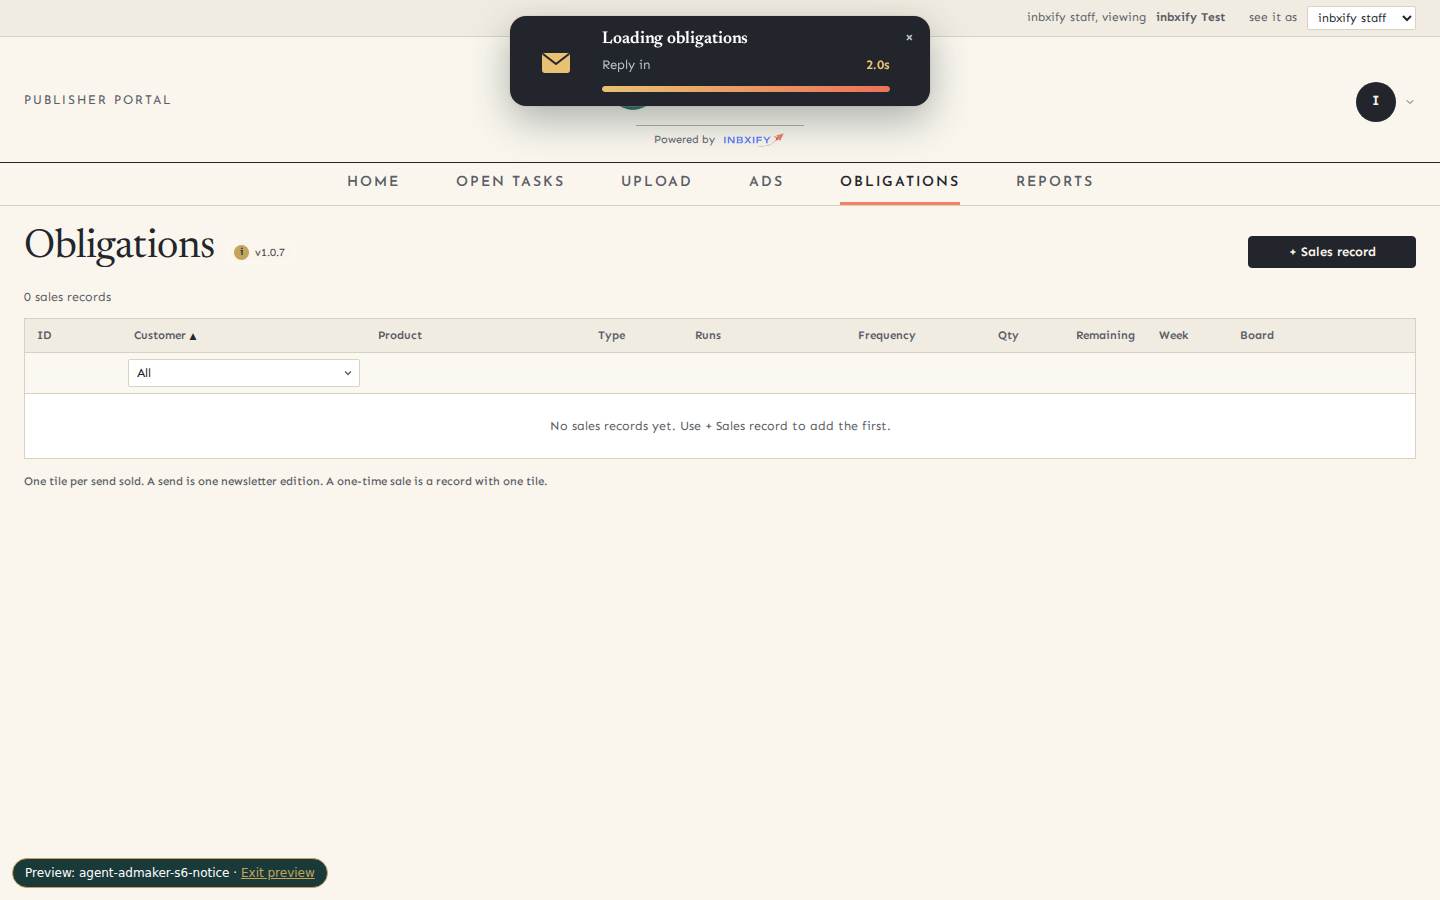 inbxify staff, viewing inbxify Test see it as inbxify staff
Loading obligations ×
Reply in 2.0s
PUBLISHER PORTAL
I
Powered by INBXIFY
HOME OPEN TASKS UPLOAD ADS OBLIGATIONS REPORTS
Obligations i v1.0.7
+ Sales record
0 sales records
ID Customer ▲ Product Type Runs Frequency Qty Remaining Week Board
All
No sales records yet. Use + Sales record to add the first.
One tile per send sold. A send is one newsletter edition. A one-time sale is a record with one tile.
Preview: agent-admaker-s6-notice · Exit preview